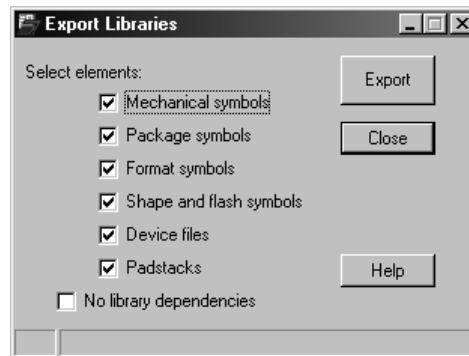 Export Libraries
Select elements:
Mechanical symbols
Package symbols
Format symbols
Shape and flash symbols
Device files
Padstacks
No library dependencies
Export
Close
Help